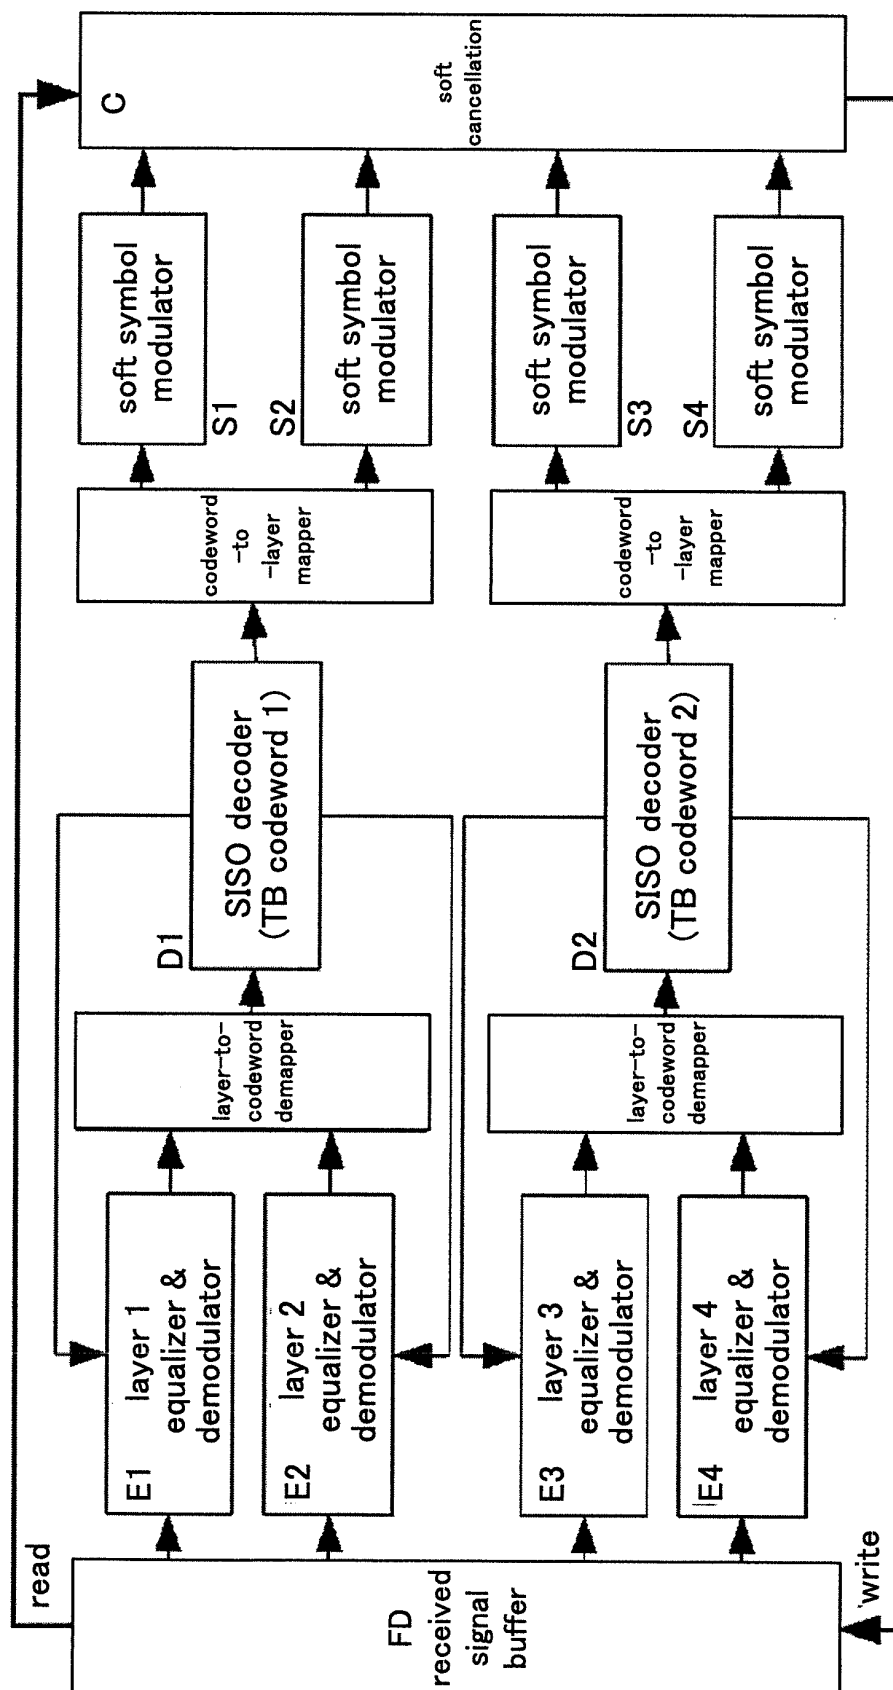 read
FD
received
signal
buffer
write
E1
layer 1
equalizer &
demodulator
E2
layer 2
equalizer &
demodulator
E3
layer 3
equalizer &
demodulator
E4
layer 4
equalizer &
demodulator
layer-to-
codeword
demapper
layer-to-
codeword
demapper
D1
SISO decoder
(TB codeword 1)
D2
SISO decoder
(TB codeword 2)
codeword
-to
-layer
mapper
codeword
-to
-layer
mapper
S1
soft symbol
modulator
S2
soft symbol
modulator
S3
soft symbol
modulator
S4
soft symbol
modulator
C
soft
cancellation